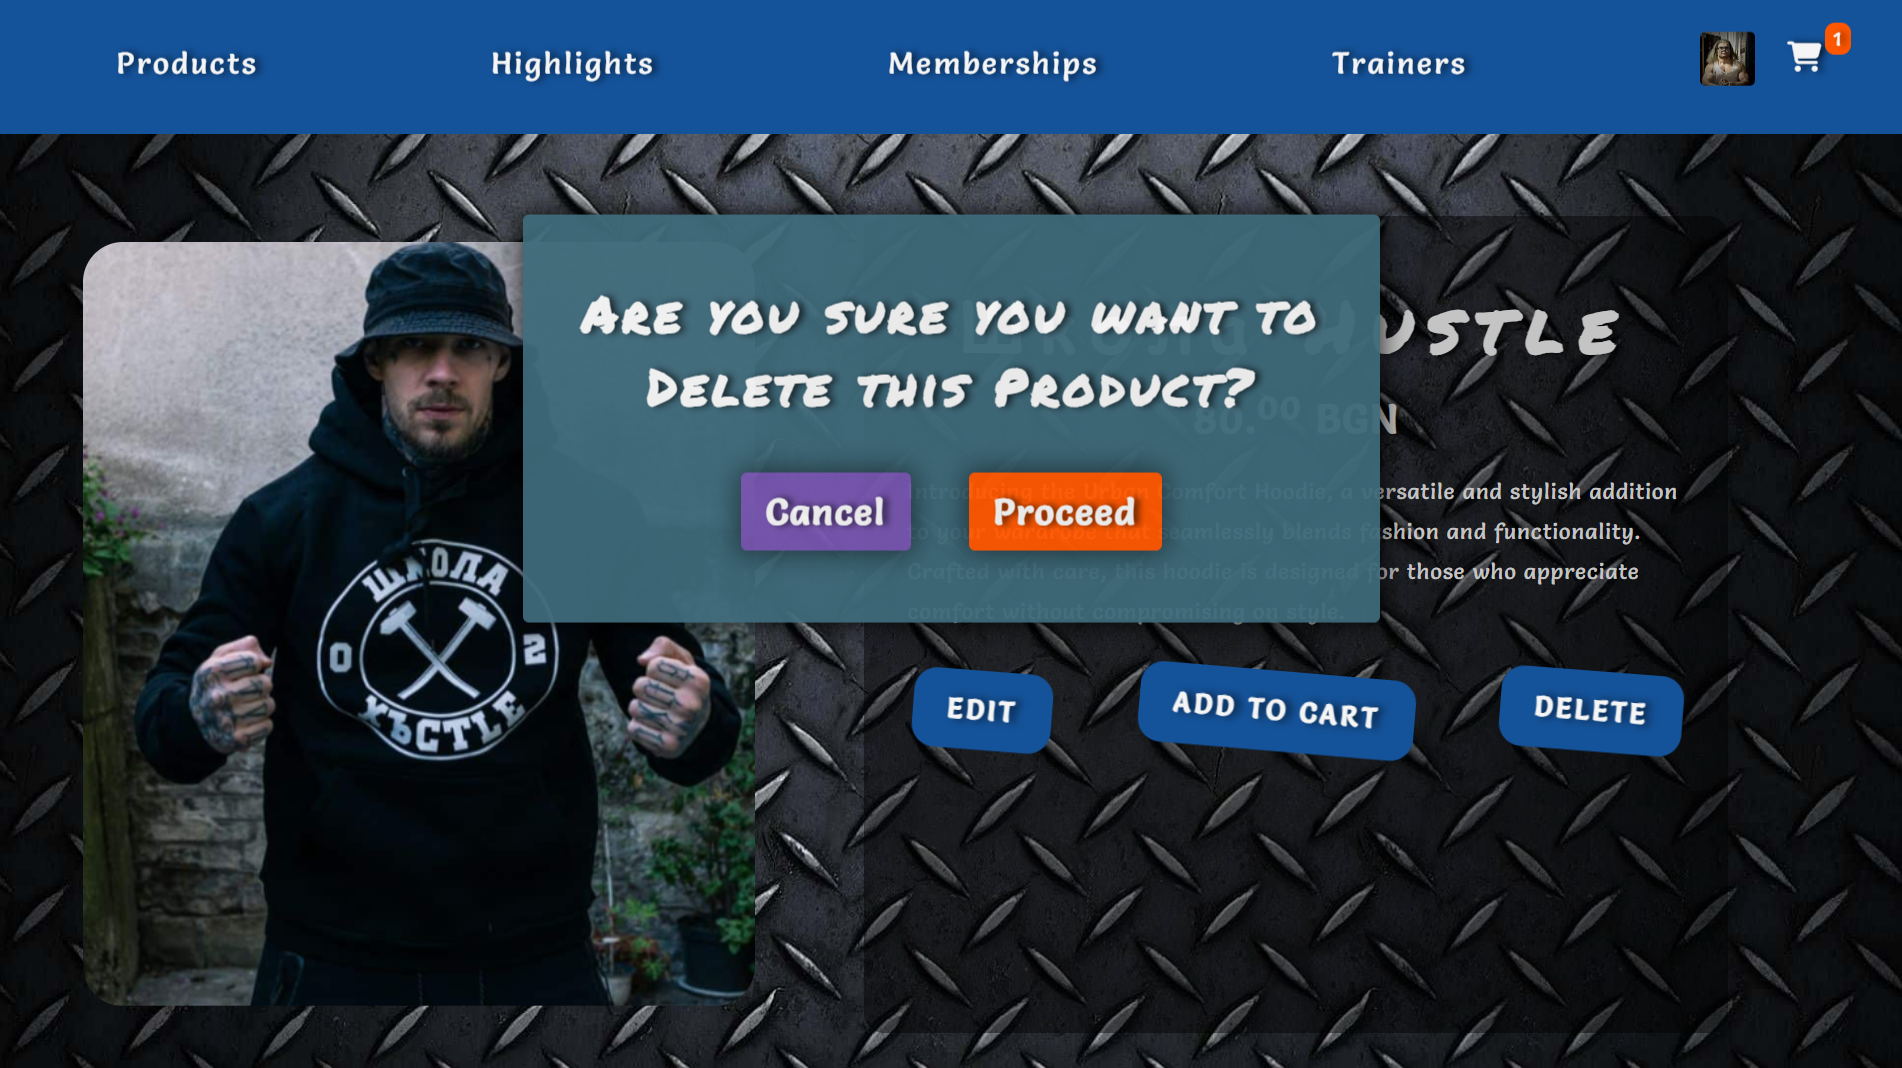 Products Highlights Memberships Trainers 1
Are you sure you want to
Delete this Product?
Cancel Proceed
Школа Hustle
80.00 BGN
Introducing the Urban Comfort Hoodie, a versatile and stylish addition
to your wardrobe that seamlessly blends fashion and functionality.
Crafted with care, this hoodie is designed for those who appreciate
comfort without compromising on style.
EDIT ADD TO CART DELETE
ШКОЛА
0 2
ХЪСТLE